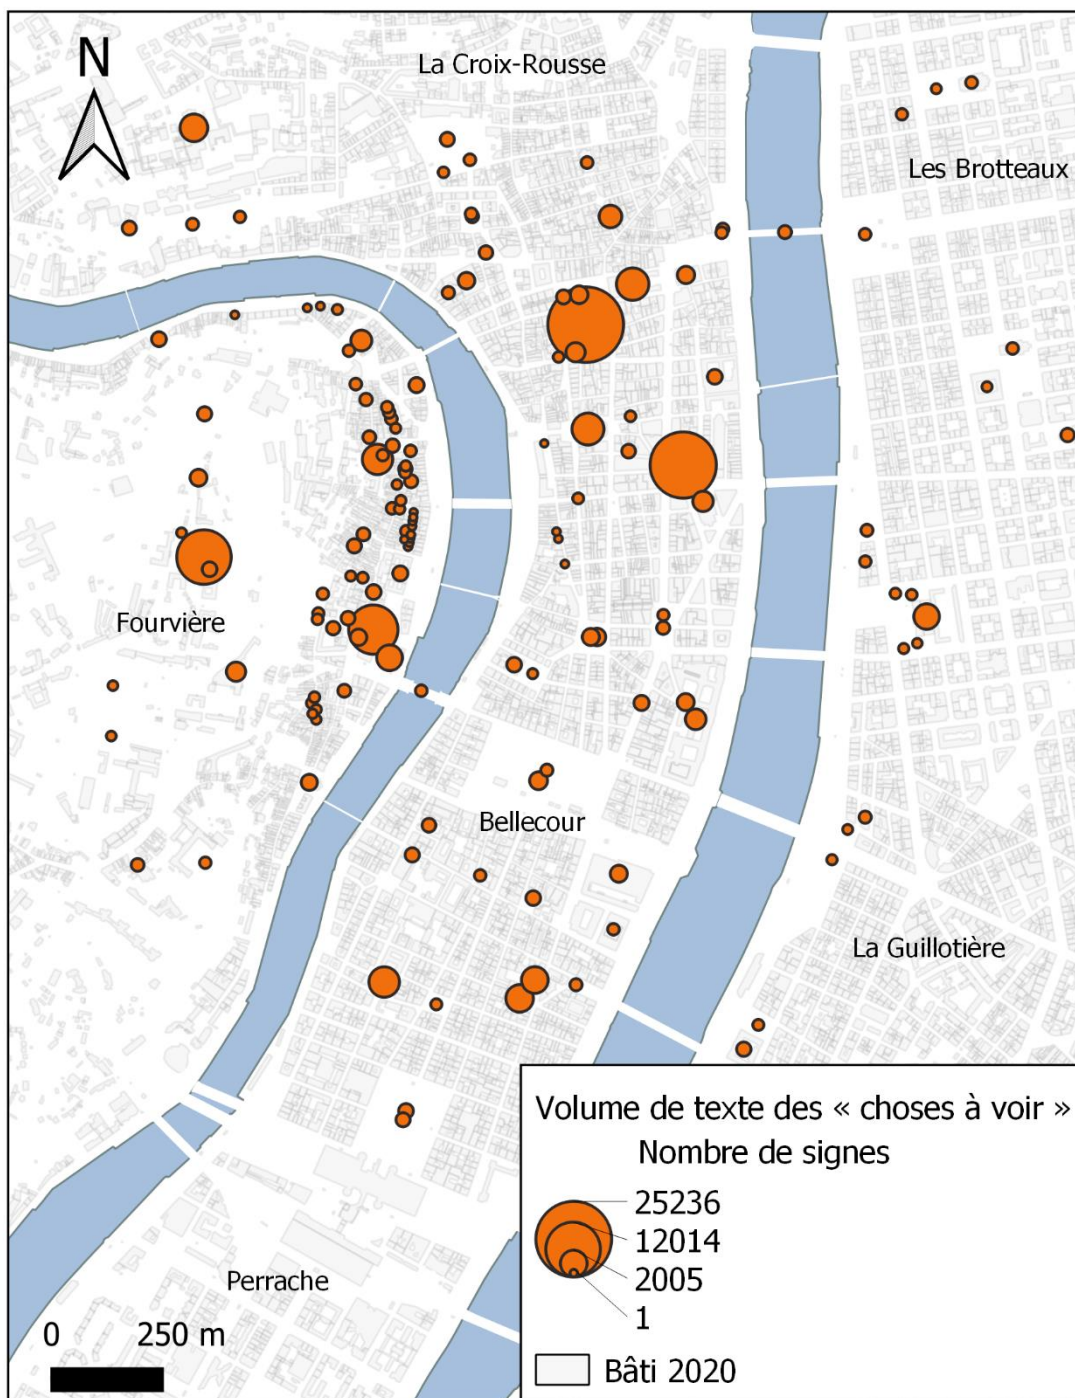 N
La Croix-Rousse
Les Brotteaux
Fourvière
Bellecour
La Guillotière
Perrache
0 250 m
Volume de texte des « choses à voir »
Nombre de signes
25236
12014
2005
1
Bâti 2020